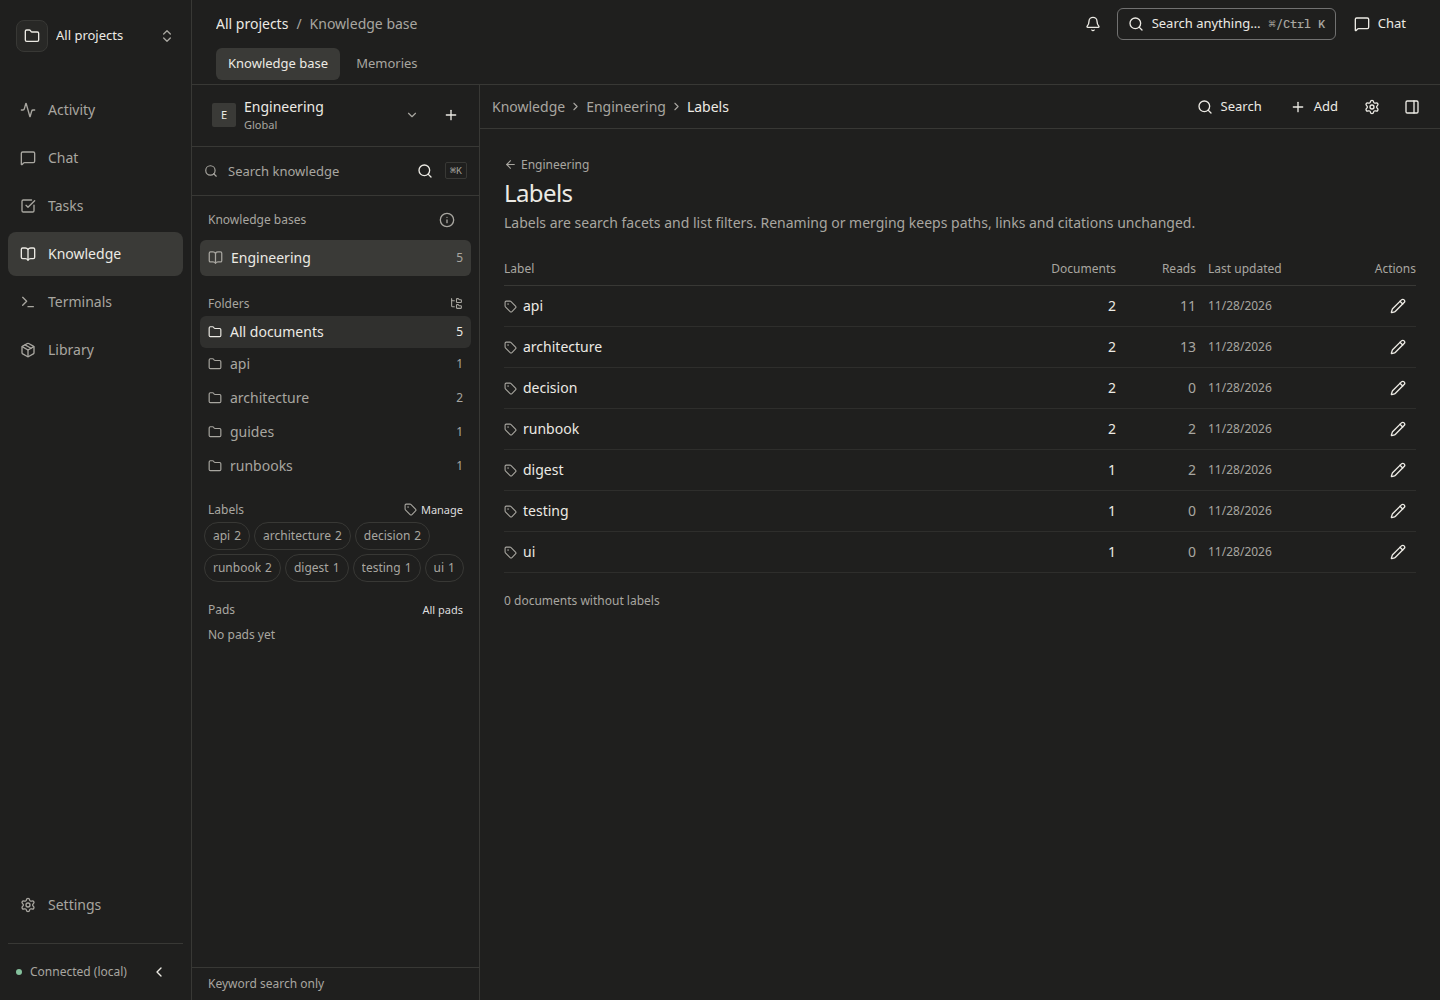 All projects
Activity
Chat
Tasks
Knowledge
Terminals
Library
Settings
Connected (local)
All projects / Knowledge base
Search anything... ⌘/Ctrl K
Chat
Knowledge base
Memories
E
Engineering
Global
Search knowledge
⌘K
Knowledge bases
Engineering 5
Folders
All documents 5
api 1
architecture 2
guides 1
runbooks 1
Labels
Manage
api 2 architecture 2 decision 2
runbook 2 digest 1 testing 1 ui 1
Pads
All pads
No pads yet
Keyword search only
Knowledge > Engineering > Labels
Search
Add
← Engineering
Labels
Labels are search facets and list filters. Renaming or merging keeps paths, links and citations unchanged.
Label Documents Reads Last updated Actions
api 2 11 11/28/2026
architecture 2 13 11/28/2026
decision 2 0 11/28/2026
runbook 2 2 11/28/2026
digest 1 2 11/28/2026
testing 1 0 11/28/2026
ui 1 0 11/28/2026
0 documents without labels